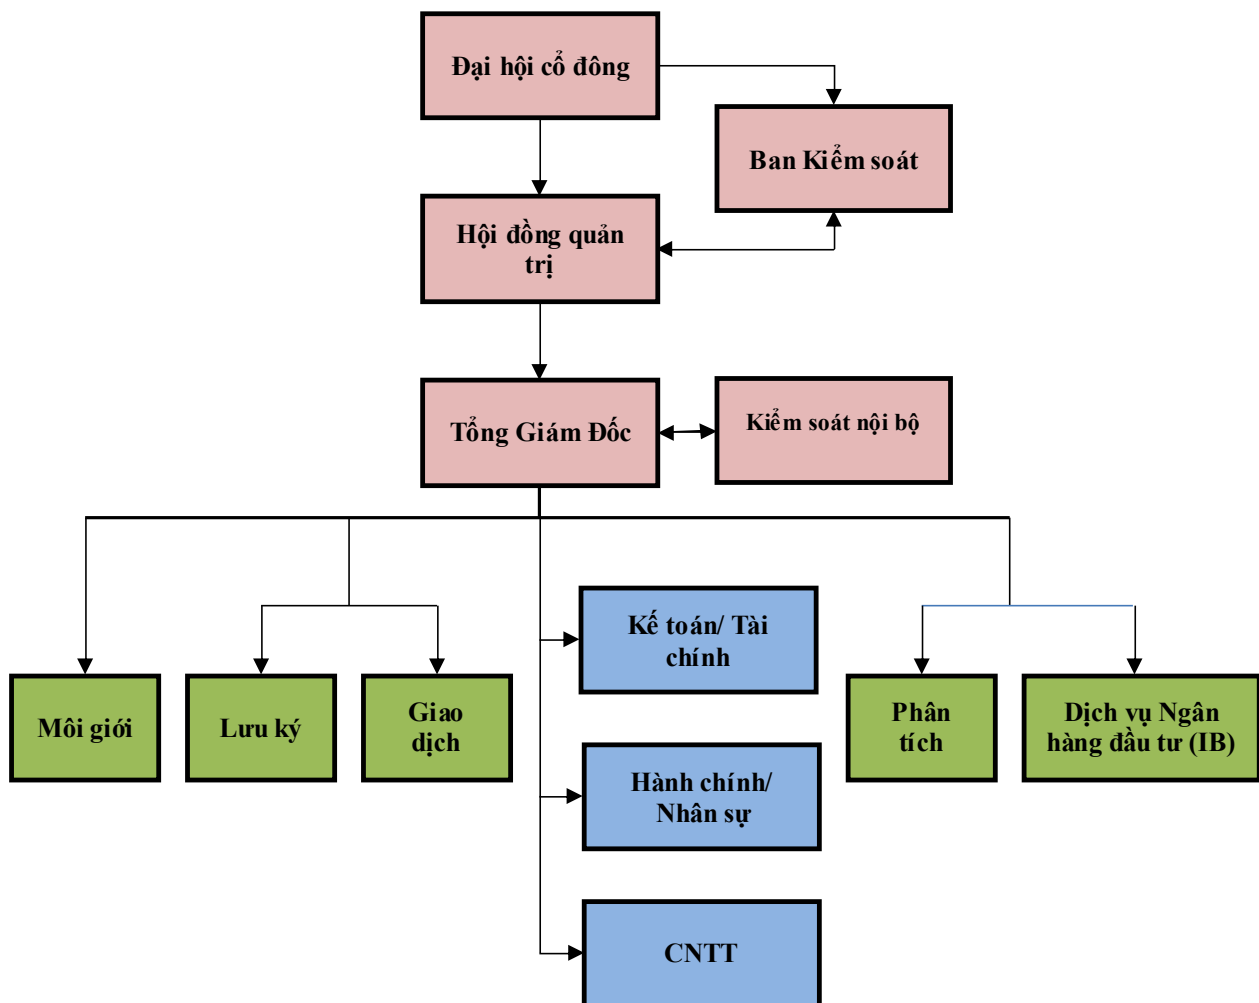 Đại hội cổ đông
Ban Kiểm soát
Hội đồng quản
trị
Tổng Giám Đốc
Kiểm soát nội bộ
Kế toán/ Tài
chính
Môi giới
Lưu ký
Giao
dịch
Phân
tích
Dịch vụ Ngân
hàng đầu tư (IB)
Hành chính/
Nhân sự
CNTT